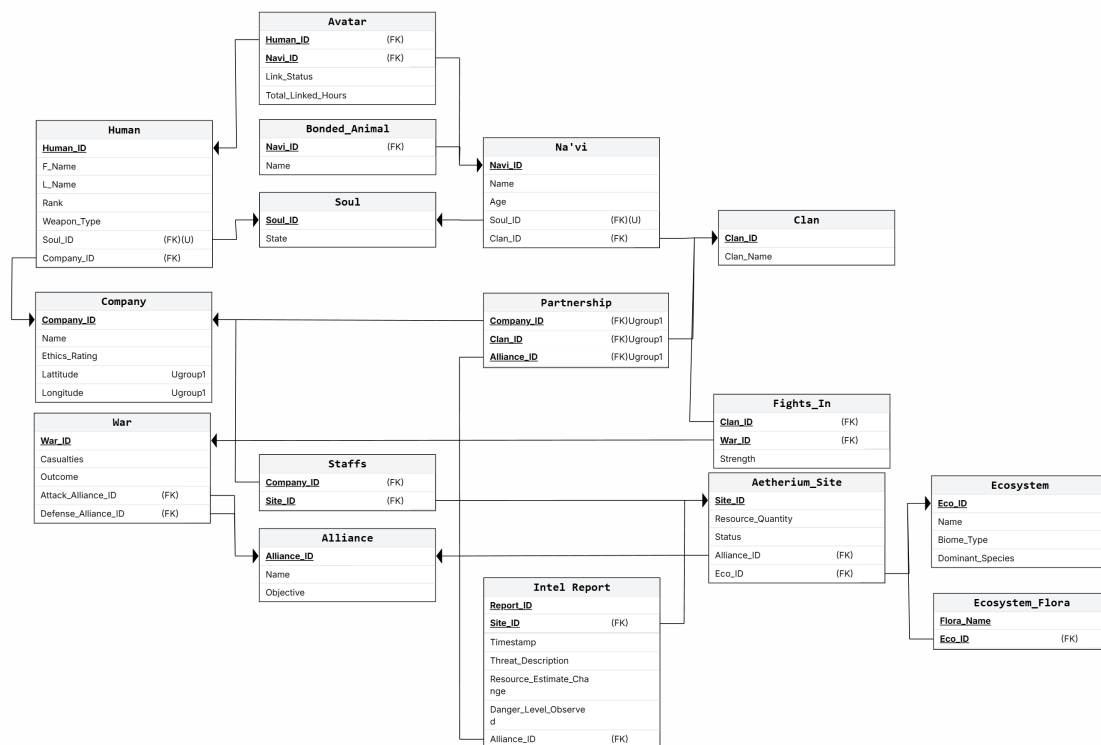 Avatar
Human_ID (FK)
Navi_ID (FK)
Link_Status
Total_Linked_Hours
Human
Human_ID
F_Name
L_Name
Rank
Weapon_Type
Soul_ID (FK)(U)
Company_ID (FK)
Bonded_Animal
Navi_ID (FK)
Name
Na'vi
Navi_ID
Name
Age
Soul_ID (FK)(U)
Clan_ID (FK)
Soul
Soul_ID
State
Clan
Clan_ID
Clan_Name
Company
Company_ID
Name
Ethics_Rating
Lattitude Ugroup1
Longitude Ugroup1
Partnership
Company_ID (FK)Ugroup1
Clan_ID (FK)Ugroup1
Alliance_ID (FK)Ugroup1
War
War_ID
Casualties
Outcome
Attack_Alliance_ID (FK)
Defense_Alliance_ID (FK)
Fights_In
Clan_ID (FK)
War_ID (FK)
Strength
Staffs
Company_ID (FK)
Site_ID (FK)
Aetherium_Site
Site_ID
Resource_Quantity
Status
Alliance_ID (FK)
Eco_ID (FK)
Ecosystem
Eco_ID
Name
Biome_Type
Dominant_Species
Alliance
Alliance_ID
Name
Objective
Intel Report
Report_ID
Site_ID (FK)
Timestamp
Threat_Description
Resource_Estimate_Cha
nge
Danger_Level_Observe
d
Alliance_ID (FK)
Ecosystem_Flora
Flora_Name
Eco_ID (FK)